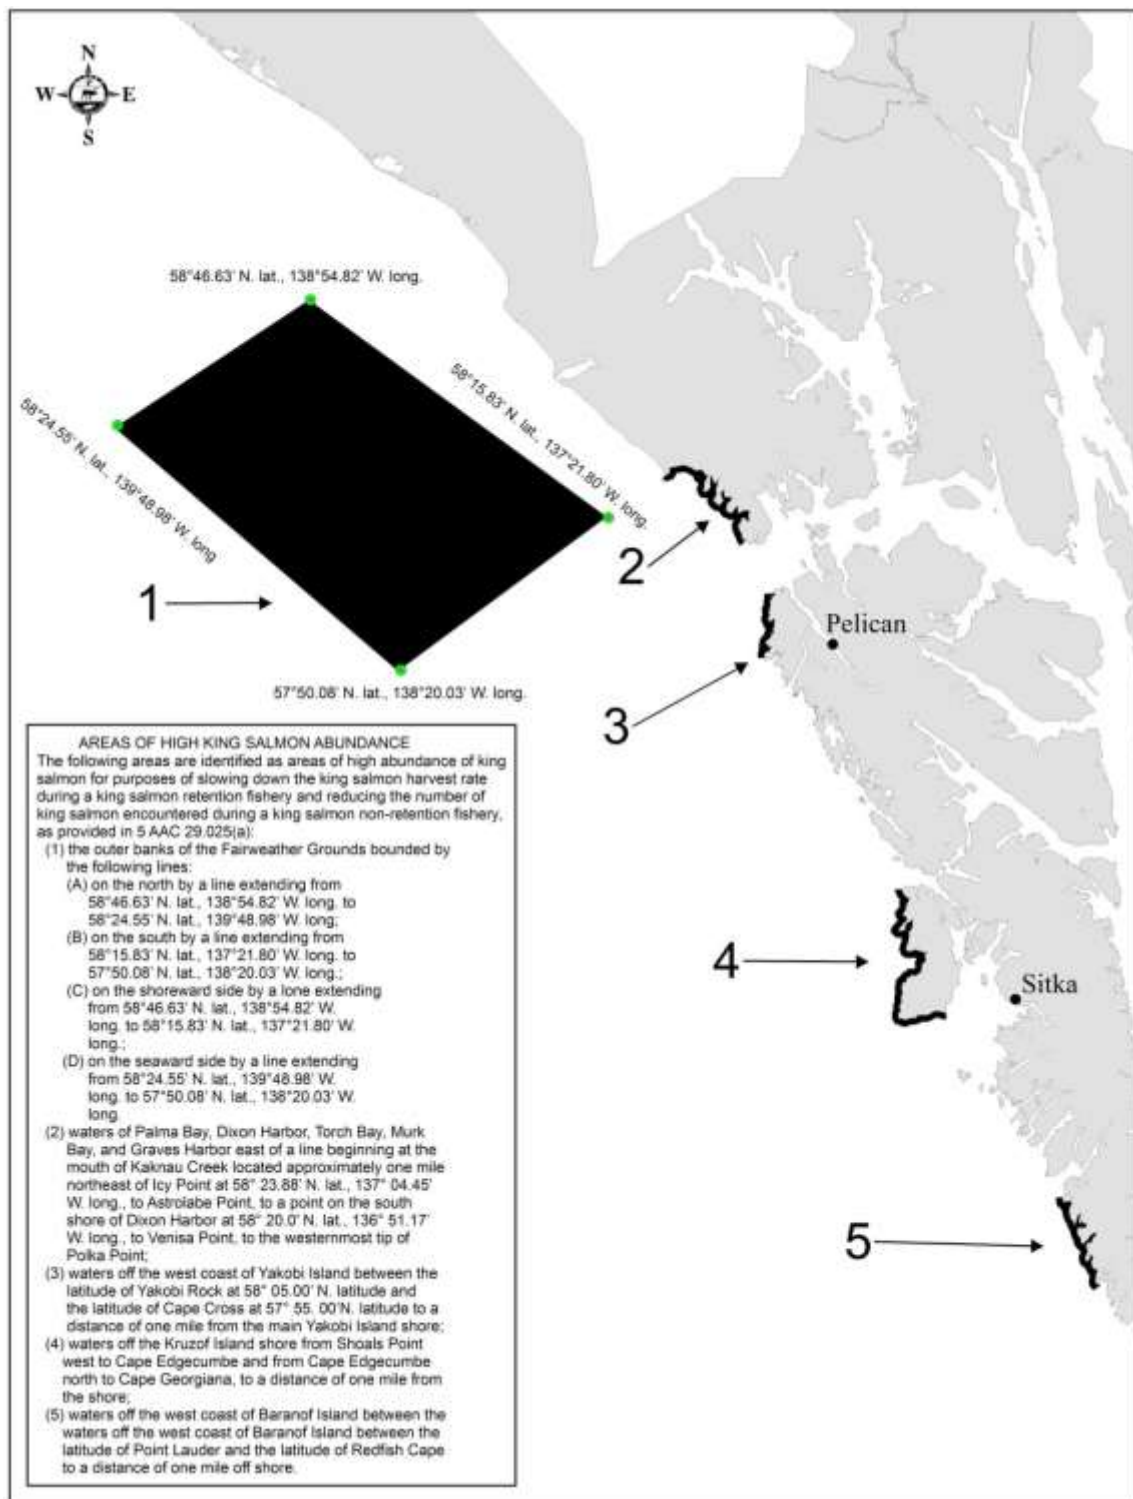 N
W E
S
58°46.63' N. lat., 138°54.82' W. long.
58°15.83' N. lat., 137°21.80' W. long.
58°24.55' N. lat., 139°48.98' W. long
1
2
57°50.08' N. lat., 138°20.03' W. long.
Pelican
3
4
Sitka
5
AREAS OF HIGH KING SALMON ABUNDANCE
The following areas are identified as areas of high abundance of king
salmon for purposes of slowing down the king salmon harvest rate
during a king salmon retention fishery and reducing the number of
king salmon encountered during a king salmon non-retention fishery,
as provided in 5 AAC 29.025(a):
(1) the outer banks of the Fairweather Grounds bounded by
the following lines:
(A) on the north by a line extending from
58°46.63' N. lat., 138°54.82' W. long. to
58°24.55' N. lat., 139°48.98' W. long;
(B) on the south by a line extending from
58°15.83' N. lat., 137°21.80' W. long. to
57°50.08' N. lat., 138°20.03' W. long.;
(C) on the shoreward side by a lone extending
from 58°46.63' N. lat., 138°54.82' W.
long. to 58°15.83' N. lat., 137°21.80' W.
long.;
(D) on the seaward side by a line extending
from 58°24.55' N. lat., 139°48.98' W.
long. to 57°50.08' N. lat., 138°20.03' W.
long.
(2) waters of Palma Bay, Dixon Harbor, Torch Bay, Murk
Bay, and Graves Harbor east of a line beginning at the
mouth of Kaknau Creek located approximately one mile
northeast of Icy Point at 58° 23.88' N. lat., 137° 04.45'
W. long., to Astrolabe Point, to a point on the south
shore of Dixon Harbor at 58° 20.0' N. lat., 136° 51.17'
W. long., to Venisa Point, to the westernmost tip of
Polka Point;
(3) waters off the west coast of Yakobi Island between the
latitude of Yakobi Rock at 58° 05.00' N. latitude and
the latitude of Cape Cross at 57° 55. 00'N. latitude to a
distance of one mile from the main Yakobi Island shore;
(4) waters off the Kruzof Island shore from Shoals Point
west to Cape Edgecumbe and from Cape Edgecumbe
north to Cape Georgiana, to a distance of one mile from
the shore;
(5) waters off the west coast of Baranof Island between the
waters off the west coast of Baranof Island between the
latitude of Point Lauder and the latitude of Redfish Cape
to a distance of one mile off shore.